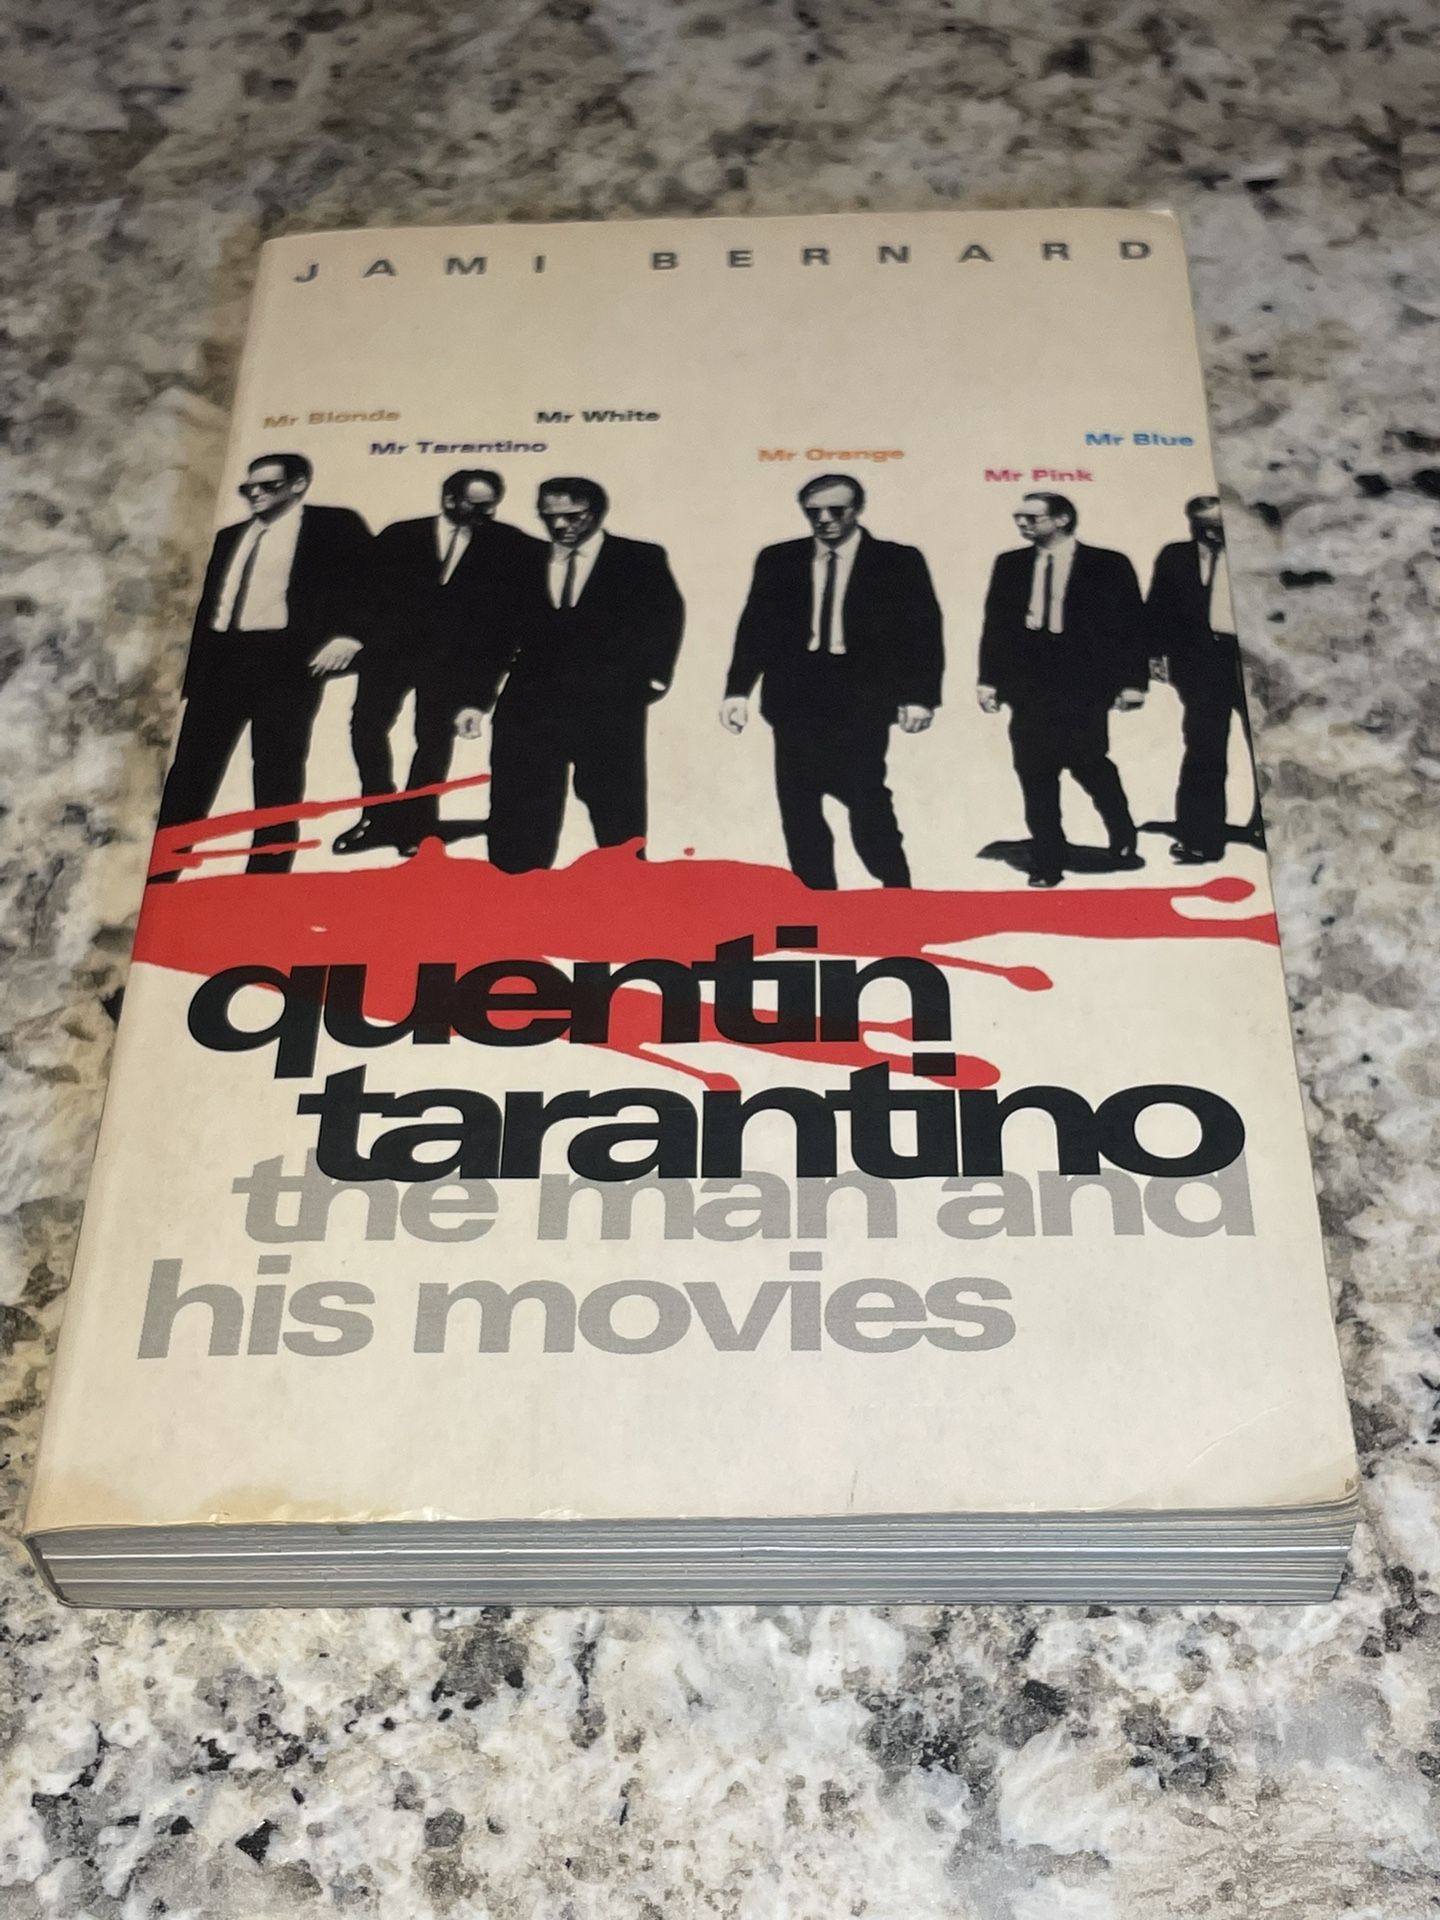 JAMI BERNARD
Mr Blonde
Mr Tarantino
Mr White
Mr Orange
Mr Pink
Mr Blue
quentin
tarantino
the man and
his movies